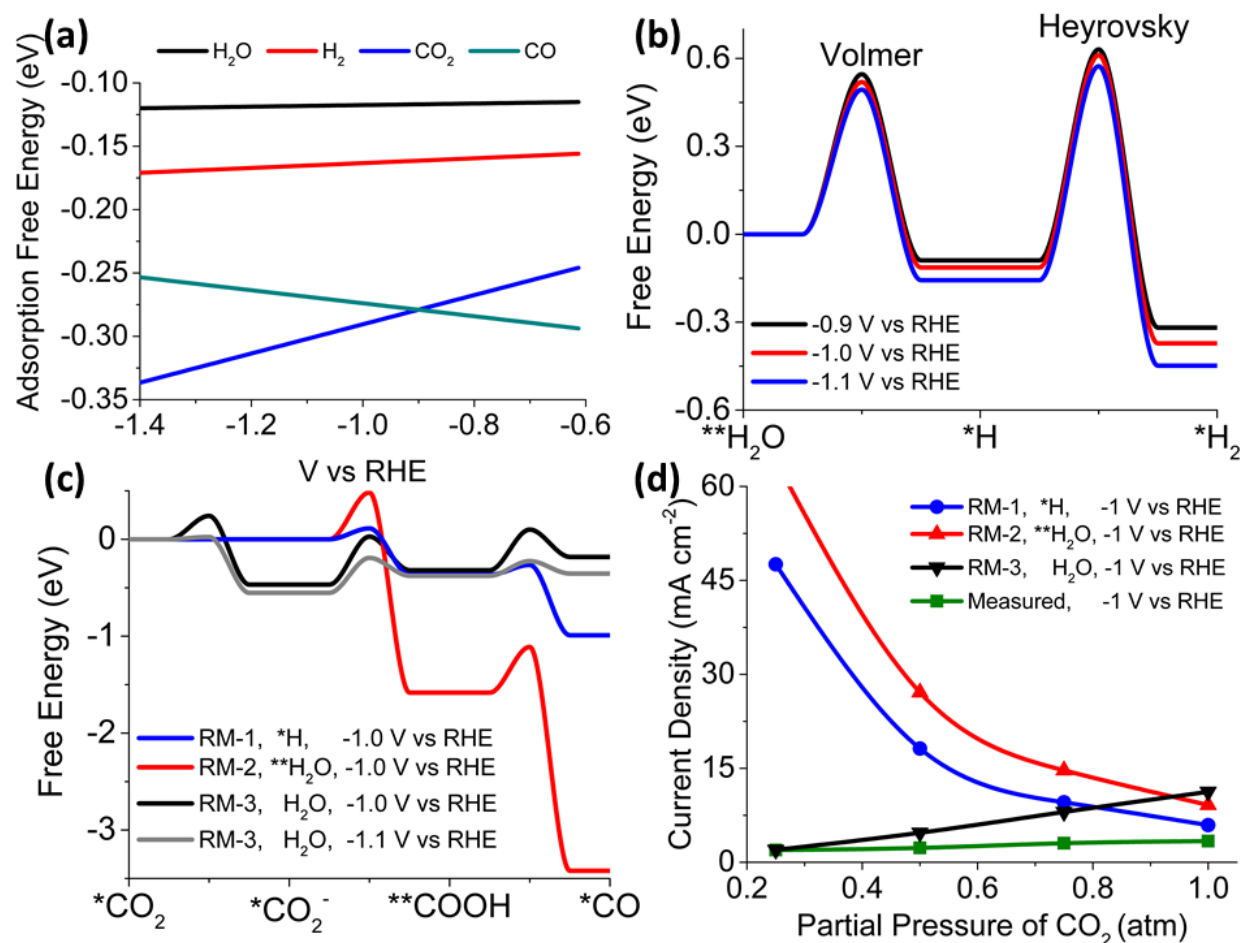 (a)
H₂O H₂ CO₂ CO
Adsorption Free Energy (eV)
-0.10
-0.15
-0.20
-0.25
-0.30
-0.35
-1.4 -1.2 -1.0 -0.8 -0.6
V vs RHE
(b)
Volmer
Heyrovsky
Free Energy (eV)
0.6
0.3
0.0
-0.3
-0.6
-0.9 V vs RHE
-1.0 V vs RHE
-1.1 V vs RHE
**H₂O *H *H₂
(c)
Free Energy (eV)
0
-1
-2
-3
RM-1, *H, -1.0 V vs RHE
RM-2, **H₂O, -1.0 V vs RHE
RM-3, H₂O, -1.0 V vs RHE
RM-3, H₂O, -1.1 V vs RHE
*CO₂ *CO₂⁻ **COOH *CO
(d)
Current Density (mA cm⁻²)
60
45
30
15
0
RM-1, *H, -1 V vs RHE
RM-2, **H₂O, -1 V vs RHE
RM-3, H₂O, -1 V vs RHE
Measured, -1 V vs RHE
0.2 0.4 0.6 0.8 1.0
Partial Pressure of CO₂ (atm)